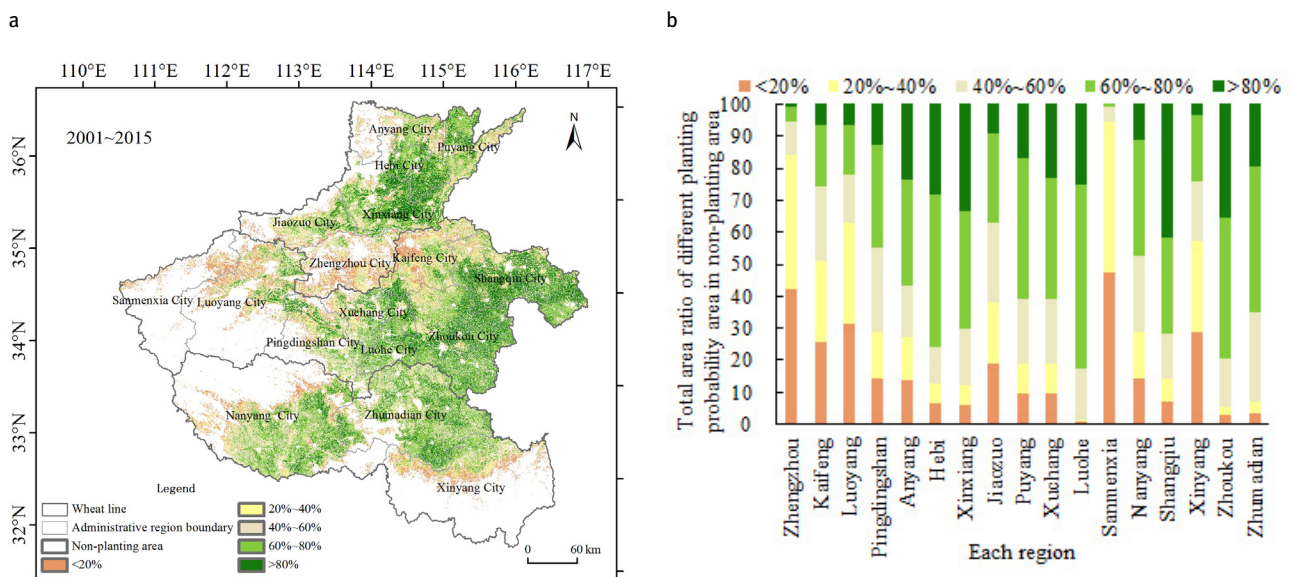 a
110°E 111°E 112°E 113°E 114°E 115°E 116°E 117°E
2001~2015
N
36°N
35°N
34°N
33°N
32°N
Anyang City
Puyang City
Hebi City
Xinxiang City
Jiaozuo City
Zhengzhou City
Kaifeng City
Shangqiu City
Sanmenxia City
Luoyang City
Xuchang City
Zhoukou City
Pingdingshan City
Luohe City
Nanyang City
Zhumadian City
Xinyang City
Legend
Wheat line
Administrative region boundary
Non-planting area
<20%
20%~40%
40%~60%
60%~80%
>80%
0 60 km
b
<20% 20%~40% 40%~60% 60%~80% >80%
Total area ratio of different planting
probability area in non-planting area
100
90
80
70
60
50
40
30
20
10
0
Zhengzhou
Kaifeng
Luoyang
Pingdingshan
Anyang
Hebi
Xinxiang
Jiaozuo
Puyang
Xuchang
Luohe
Sanmenxia
Nanyang
Shangqiu
Xinyang
Zhoukou
Zhumadian
Each region